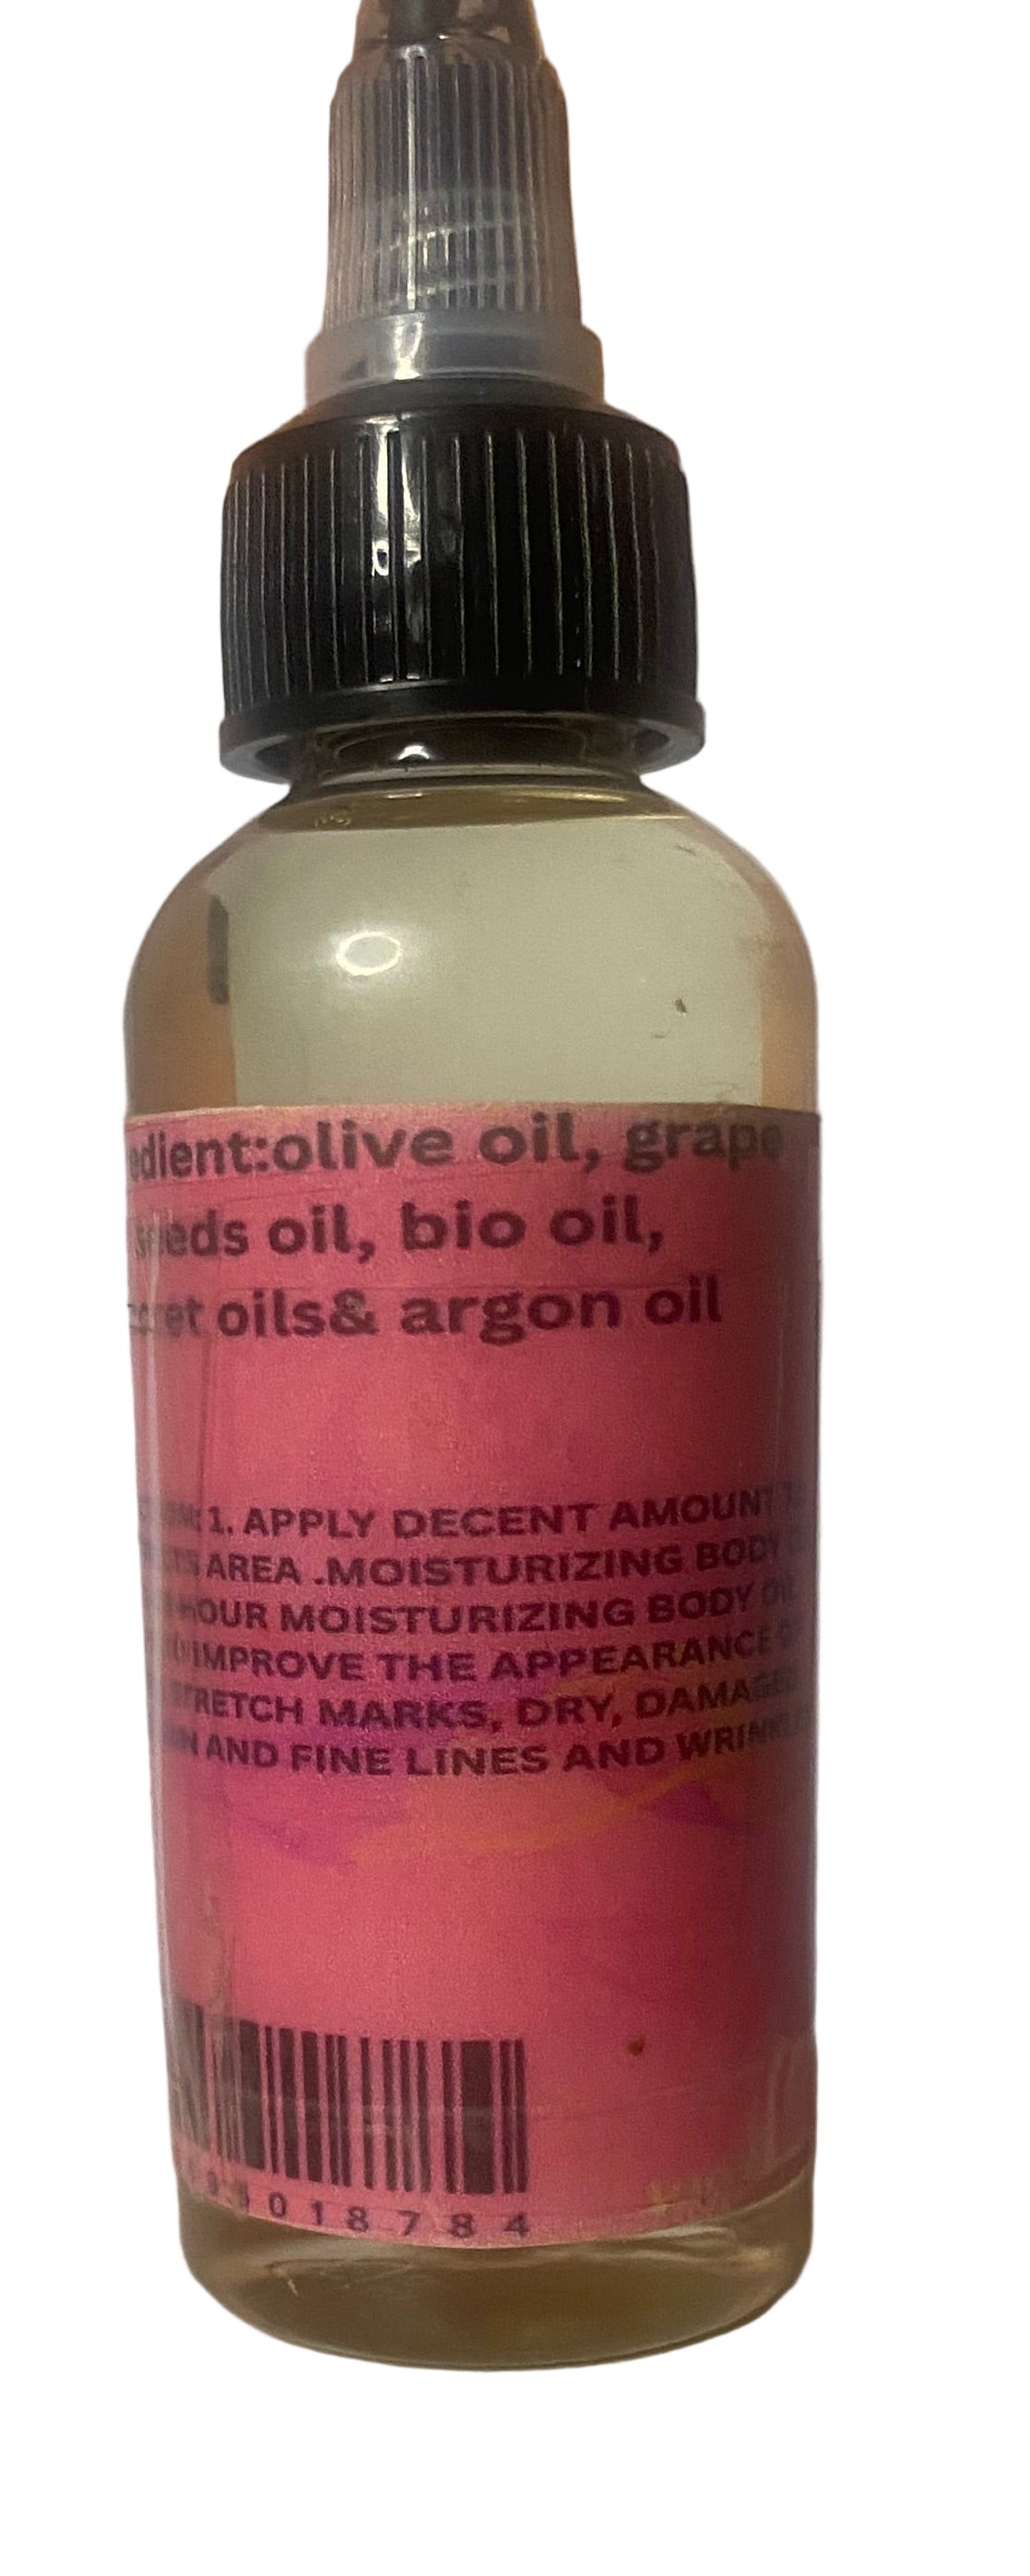 edient:olive oil, grape
seeds oil, bio oil,
oils& argon oil
1. APPLY DECENT AMOUNT
AREA .MOISTURIZING BODY
HOUR MOISTURIZING BODY OIL
IMPROVE THE APPEARANCE
STRETCH MARKS, DRY, DAMAGED
AND FINE LINES AND WRINKLES
018784